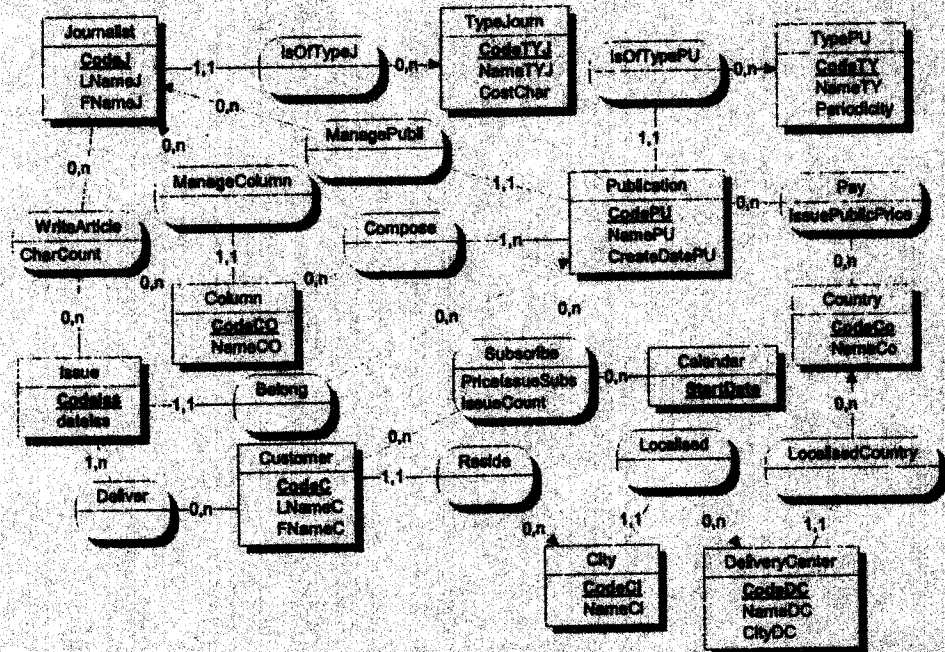 Journalist
CodeJ
LNameJ
FNameJ
1,1
IsOfTypeJ
0,n
TypeJourn
CodeTYJ
NameTYJ
CostChar
IsOfTypePU
0,n
TypePU
CodeTY
NameTY
Periodicity
0,n
0,n
0,n
ManagePubli
1,1
1,1
ManageColumn
Publication
CodePU
NamePU
CreateDatePU
0,n
Pay
IssuePublicPrice
WriteArticle
CharCount
Compose
1,n
1,1
0,n
0,n
0,n
Column
CodeCO
NameCO
0,n
0,n
0,n
Country
CodeCo
NameCo
Issue
CodeIss
dateIss
1,1
Belong
Subscribe
PriceIssueSubs
IssueCount
0,n
Calendar
StartDate
0,n
0,n
1,n
Customer
CodeC
LNameC
FNameC
1,1
Reside
Localised
LocalisedCountry
Deliver
0,n
0,n
1,1
0,n
1,1
City
CodeCi
NameCi
DeliveryCenter
CodeDC
NameDC
CityDC